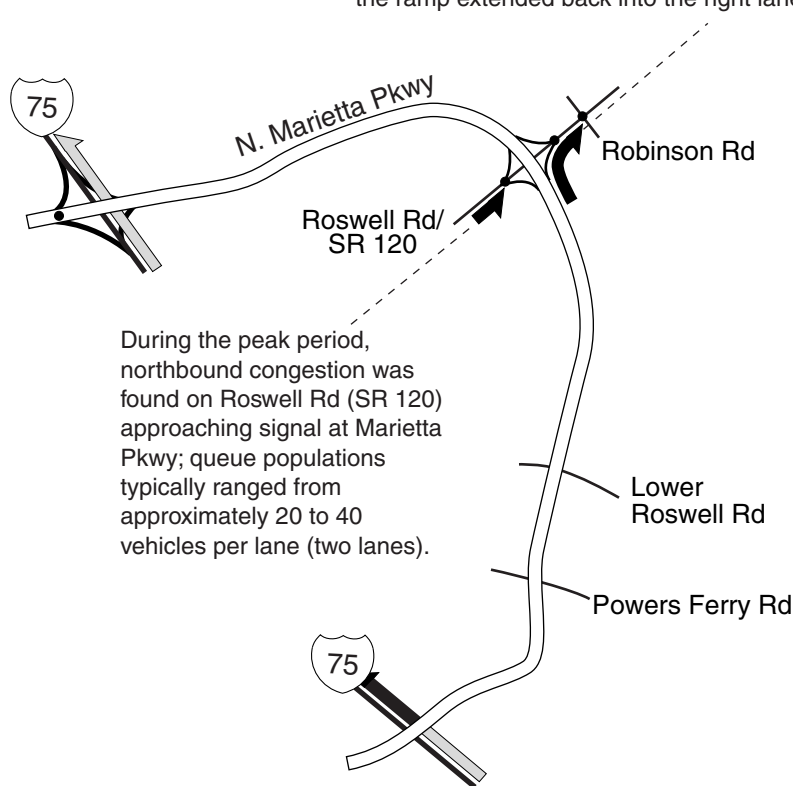 the ramp extended back into the right lane
75
N. Marietta Pkwy
Robinson Rd
Roswell Rd/
SR 120
During the peak period,
northbound congestion was
found on Roswell Rd (SR 120)
approaching signal at Marietta
Pkwy; queue populations
typically ranged from
approximately 20 to 40
vehicles per lane (two lanes).
Lower
Roswell Rd
Powers Ferry Rd
75